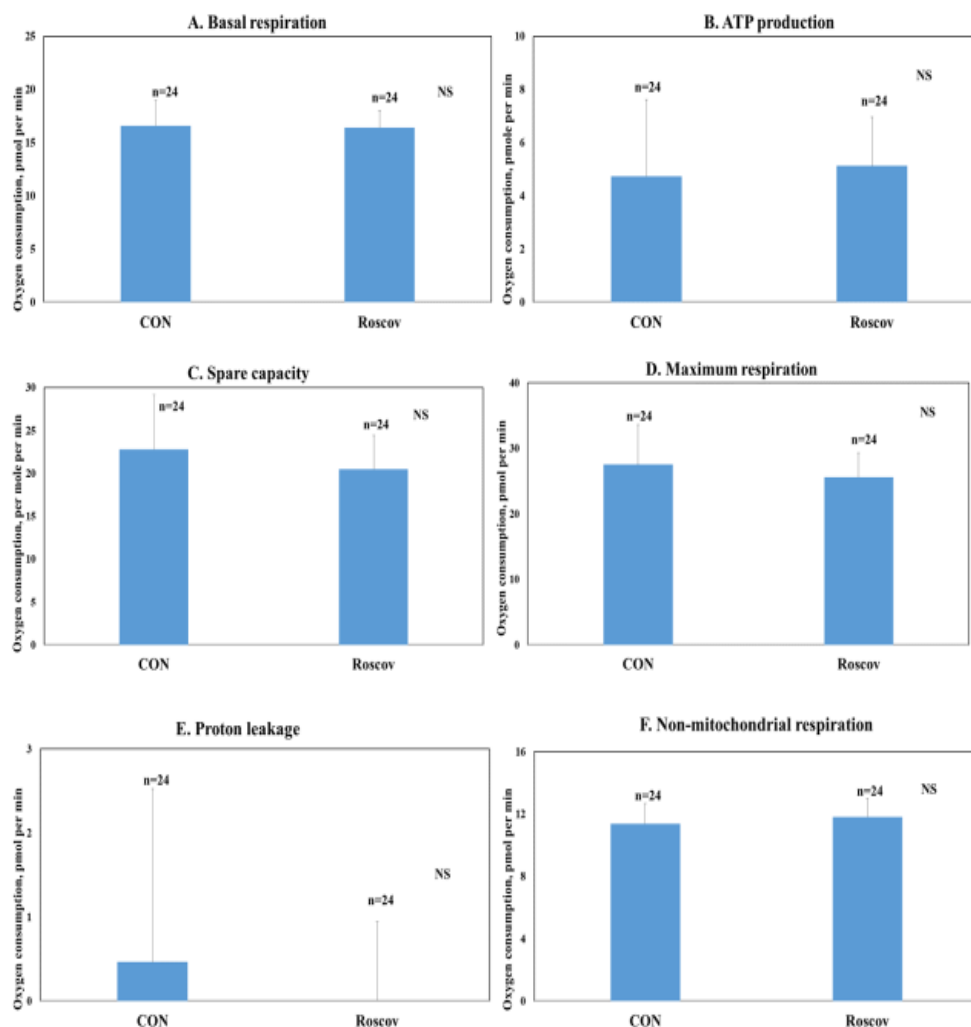 A. Basal respiration
Oxygen consumption, pmol per min
25
20
15
10
5
0
n=24
n=24
NS
CON
Roscov
B. ATP production
Oxygen consumption, pmole per min
10
8
6
4
2
0
n=24
n=24
NS
CON
Roscov
C. Spare capacity
Oxygen consumption, per mole per min
30
25
20
15
10
5
0
n=24
n=24
NS
CON
Roscov
D. Maximum respiration
Oxygen consumption, pmol per min
40
30
20
10
0
n=24
n=24
NS
CON
Roscov
E. Proton leakage
Oxygen consumption, pmol per min
3
2
1
0
n=24
n=24
NS
CON
Roscov
F. Non-mitochondrial respiration
Oxygen consumption, pmol per min
16
12
8
4
0
n=24
n=24
NS
CON
Roscov